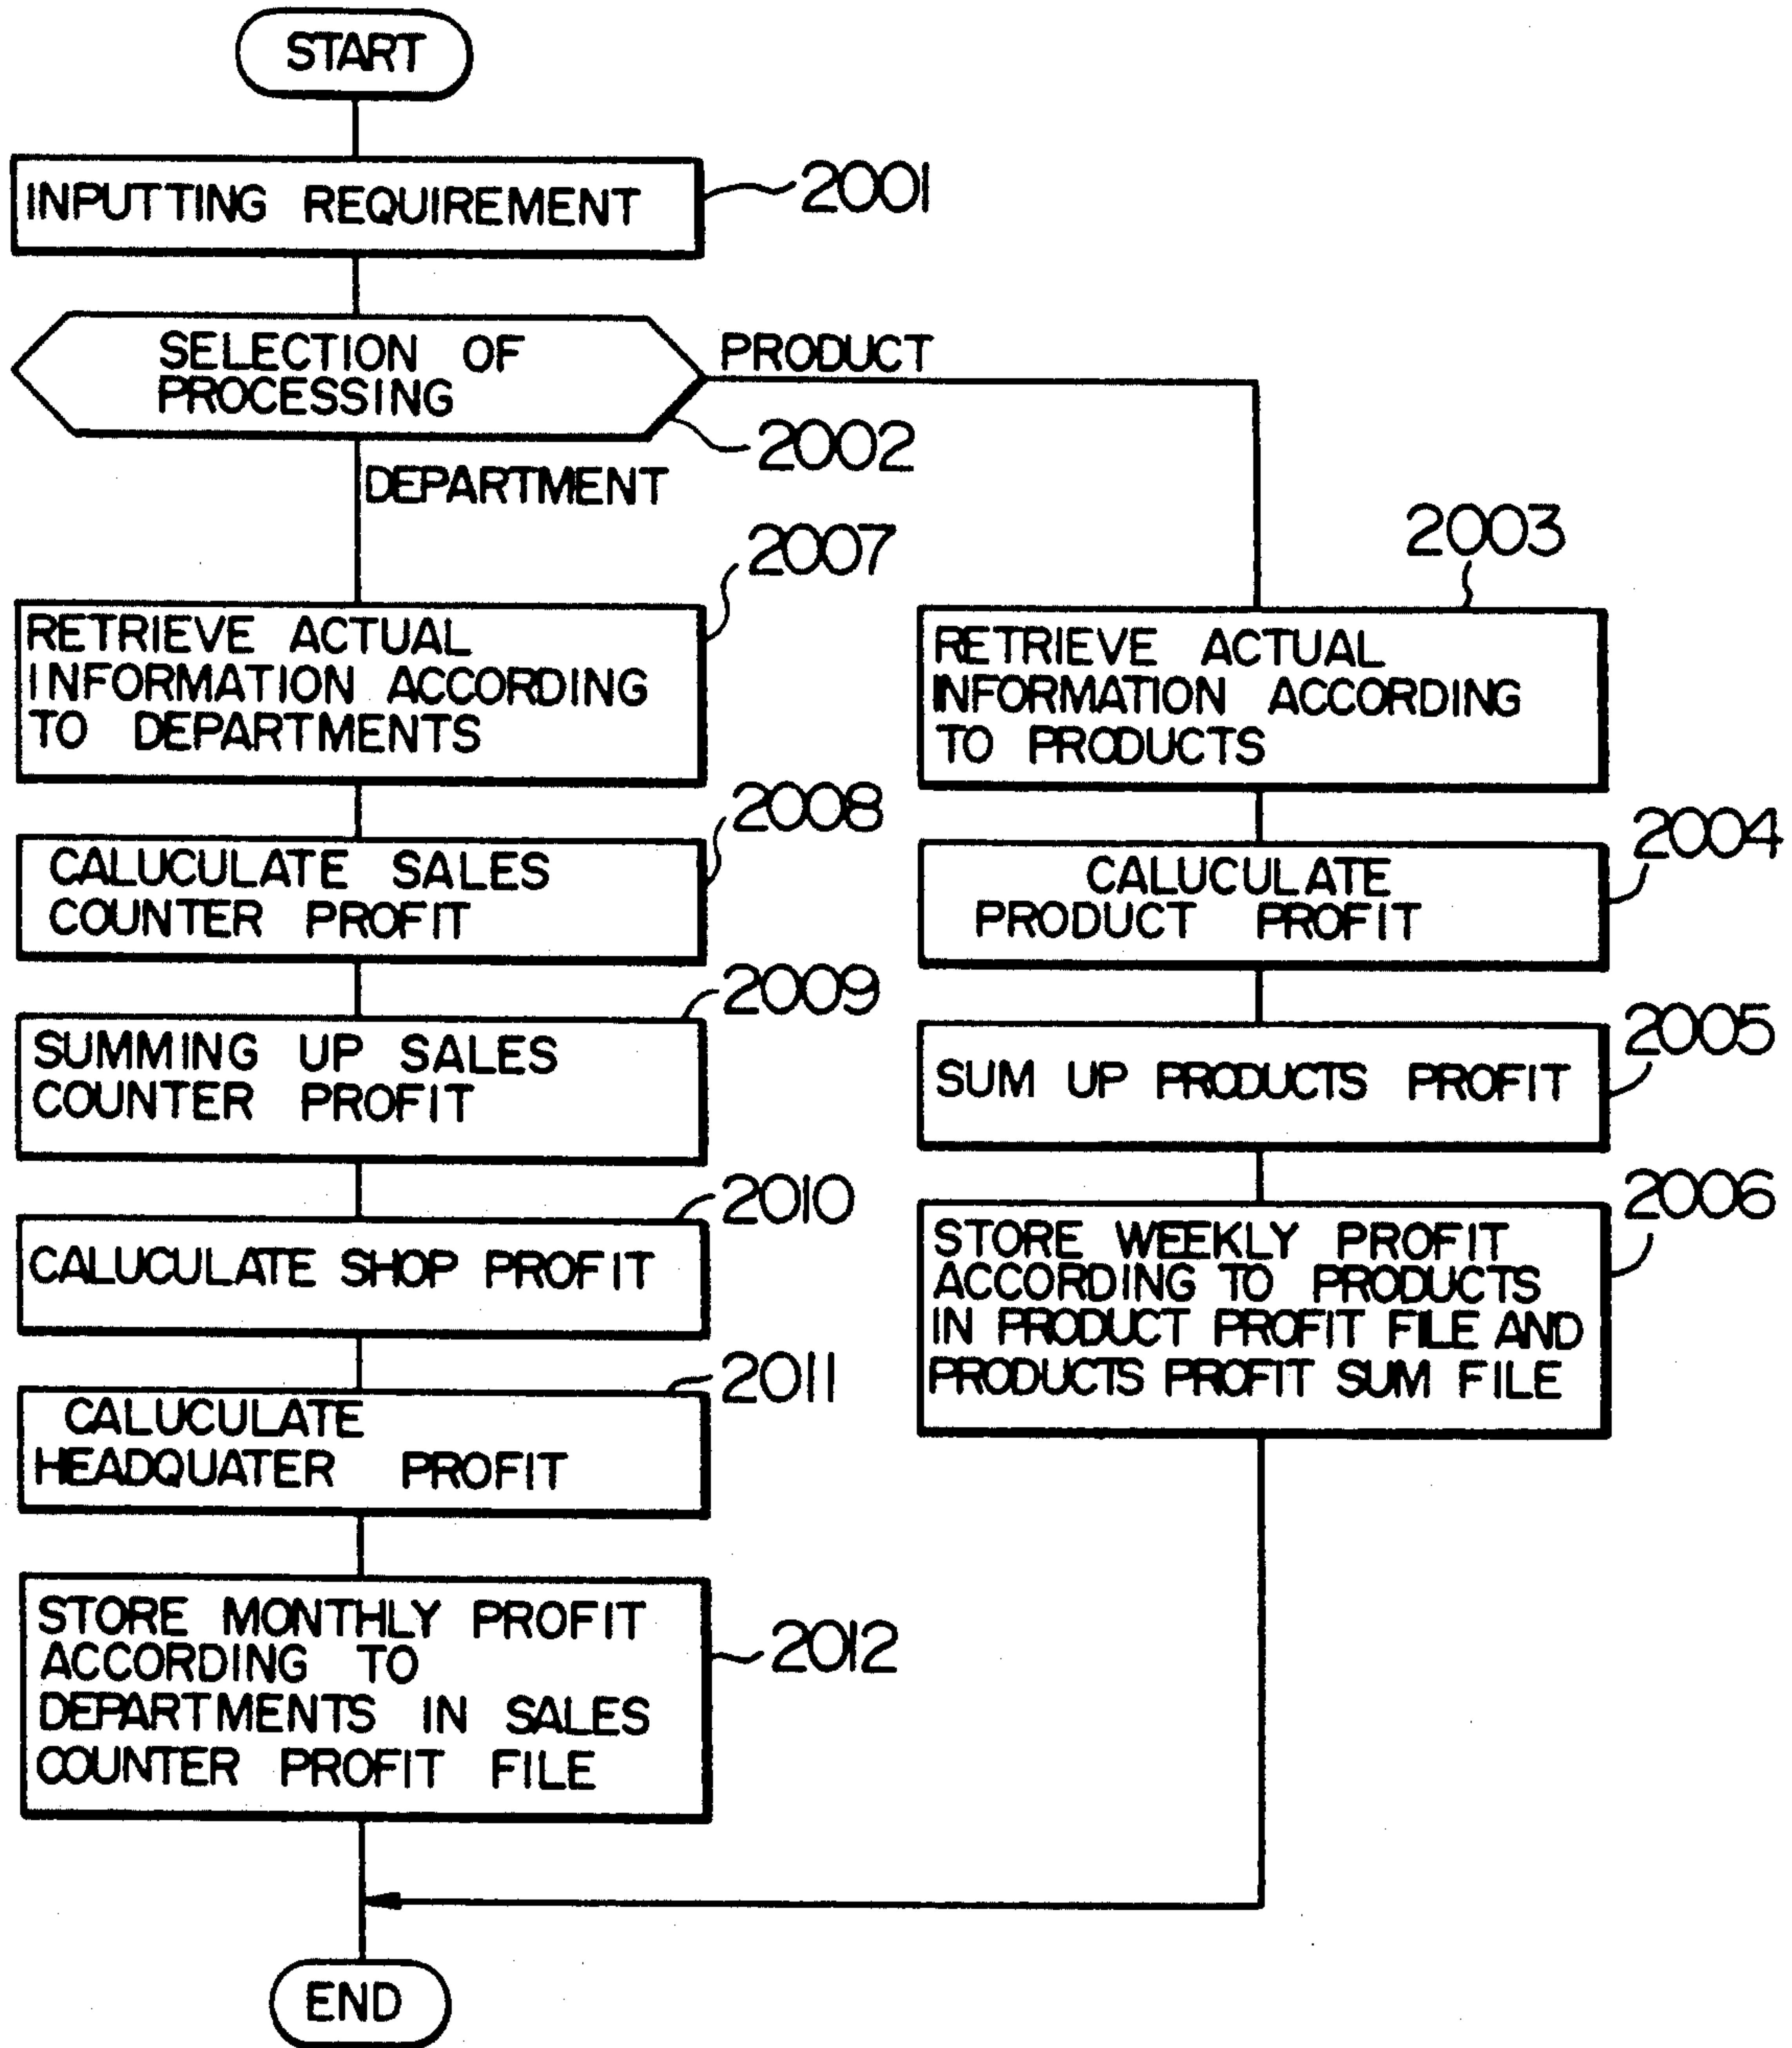 START
INPUTTING REQUIREMENT
2001
SELECTION OF
PROCESSING
PRODUCT
2002
DEPARTMENT
2007
RETRIEVE ACTUAL
INFORMATION ACCORDING
TO DEPARTMENTS
2008
CALUCULATE SALES
COUNTER PROFIT
2009
SUMMING UP SALES
COUNTER PROFIT
2010
CALUCULATE SHOP PROFIT
2011
CALUCULATE
HEADQUATER PROFIT
STORE MONTHLY PROFIT
ACCORDING TO
DEPARTMENTS IN SALES
COUNTER PROFIT FILE
2012
2003
RETRIEVE ACTUAL
INFORMATION ACCORDING
TO PRODUCTS
2004
CALUCULATE
PRODUCT PROFIT
2005
SUM UP PRODUCTS PROFIT
2006
STORE WEEKLY PROFIT
ACCORDING TO PRODUCTS
IN PRODUCT PROFIT FILE AND
PRODUCTS PROFIT SUM FILE
END